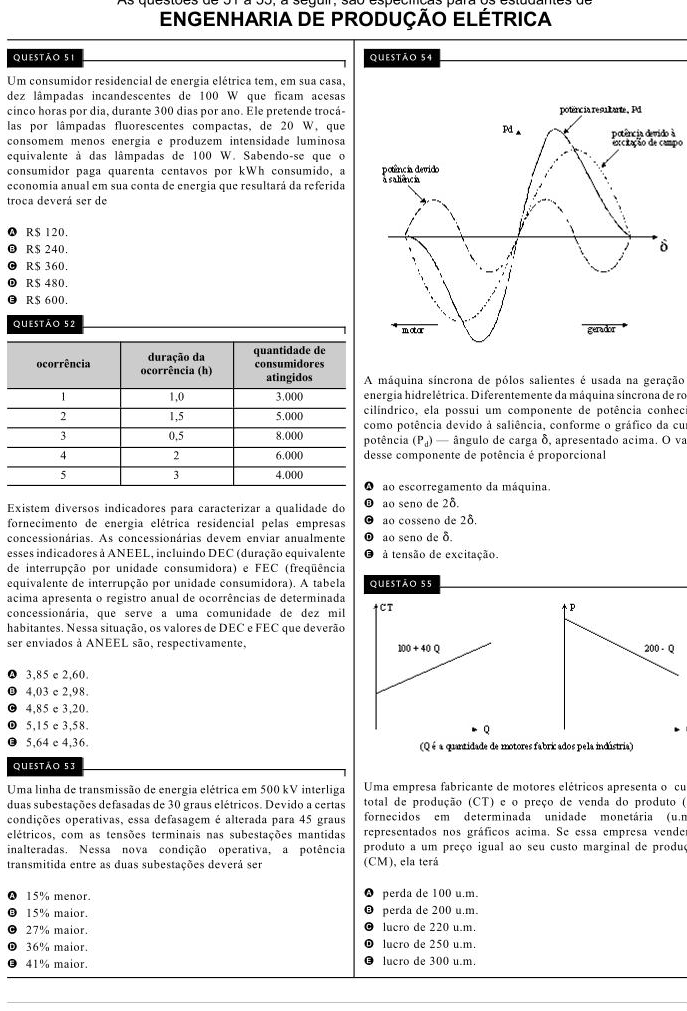 As questões de 51 a 55, a seguir, são específicas para os estudantes de
ENGENHARIA DE PRODUÇÃO ELÉTRICA
QUESTÃO 51
Um consumidor residencial de energia elétrica tem, em sua casa,
dez lâmpadas incandescentes de 100 W que ficam acesas
cinco horas por dia, durante 300 dias por ano. Ele pretende trocá-
las por lâmpadas fluorescentes compactas, de 20 W, que
consomem menos energia e produzem intensidade luminosa
equivalente à das lâmpadas de 100 W. Sabendo-se que o
consumidor paga quarenta centavos por kWh consumido, a
economia anual em sua conta de energia que resultará da referida
troca deverá ser de
A R$ 120.
B R$ 240.
C R$ 360.
D R$ 480.
E R$ 600.
QUESTÃO 52
ocorrência duração da ocorrência (h) quantidade de consumidores atingidos
1 1,0 3.000
2 1,5 5.000
3 0,5 8.000
4 2 6.000
5 3 4.000
Existem diversos indicadores para caracterizar a qualidade do
fornecimento de energia elétrica residencial pelas empresas
concessionárias. As concessionárias devem enviar anualmente
esses indicadores à ANEEL, incluindo DEC (duração equivalente
de interrupção por unidade consumidora) e FEC (freqüência
equivalente de interrupção por unidade consumidora). A tabela
acima apresenta o registro anual de ocorrências de determinada
concessionária, que serve a uma comunidade de dez mil
habitantes. Nessa situação, os valores de DEC e FEC que deverão
ser enviados à ANEEL são, respectivamente,
A 3,85 e 2,60.
B 4,03 e 2,98.
C 4,85 e 3,20.
D 5,15 e 3,58.
E 5,64 e 4,36.
QUESTÃO 53
Uma linha de transmissão de energia elétrica em 500 kV interliga
duas subestações defasadas de 30 graus elétricos. Devido a certas
condições operativas, essa defasagem é alterada para 45 graus
elétricos, com as tensões terminais nas subestações mantidas
inalteradas. Nessa nova condição operativa, a potência
transmitida entre as duas subestações deverá ser
A 15% menor.
B 15% maior.
C 27% maior.
D 36% maior.
E 41% maior.
QUESTÃO 54
potência resultante, Pd
Pd
potência devido à
excitação de campo
potência devido
à saliência
δ
motor
gerador
A máquina síncrona de pólos salientes é usada na geração
energia hidrelétrica. Diferentemente da máquina síncrona de ro
cilíndrico, ela possui um componente de potência conheci
como potência devido à saliência, conforme o gráfico da cu
potência (Pd) — ângulo de carga δ, apresentado acima. O va
desse componente de potência é proporcional
A ao escorregamento da máquina.
B ao seno de 2δ.
C ao cosseno de 2δ.
D ao seno de δ.
E à tensão de excitação.
QUESTÃO 55
CT
P
100 + 40 Q
200 - Q
Q
(Q é a quantidade de motores fabricados pela indústria)
Uma empresa fabricante de motores elétricos apresenta o cu
total de produção (CT) e o preço de venda do produto (
fornecidos em determinada unidade monetária (u.m
representados nos gráficos acima. Se essa empresa vende
produto a um preço igual ao seu custo marginal de produç
(CM), ela terá
A perda de 100 u.m.
B perda de 200 u.m.
C lucro de 220 u.m.
D lucro de 250 u.m.
E lucro de 300 u.m.